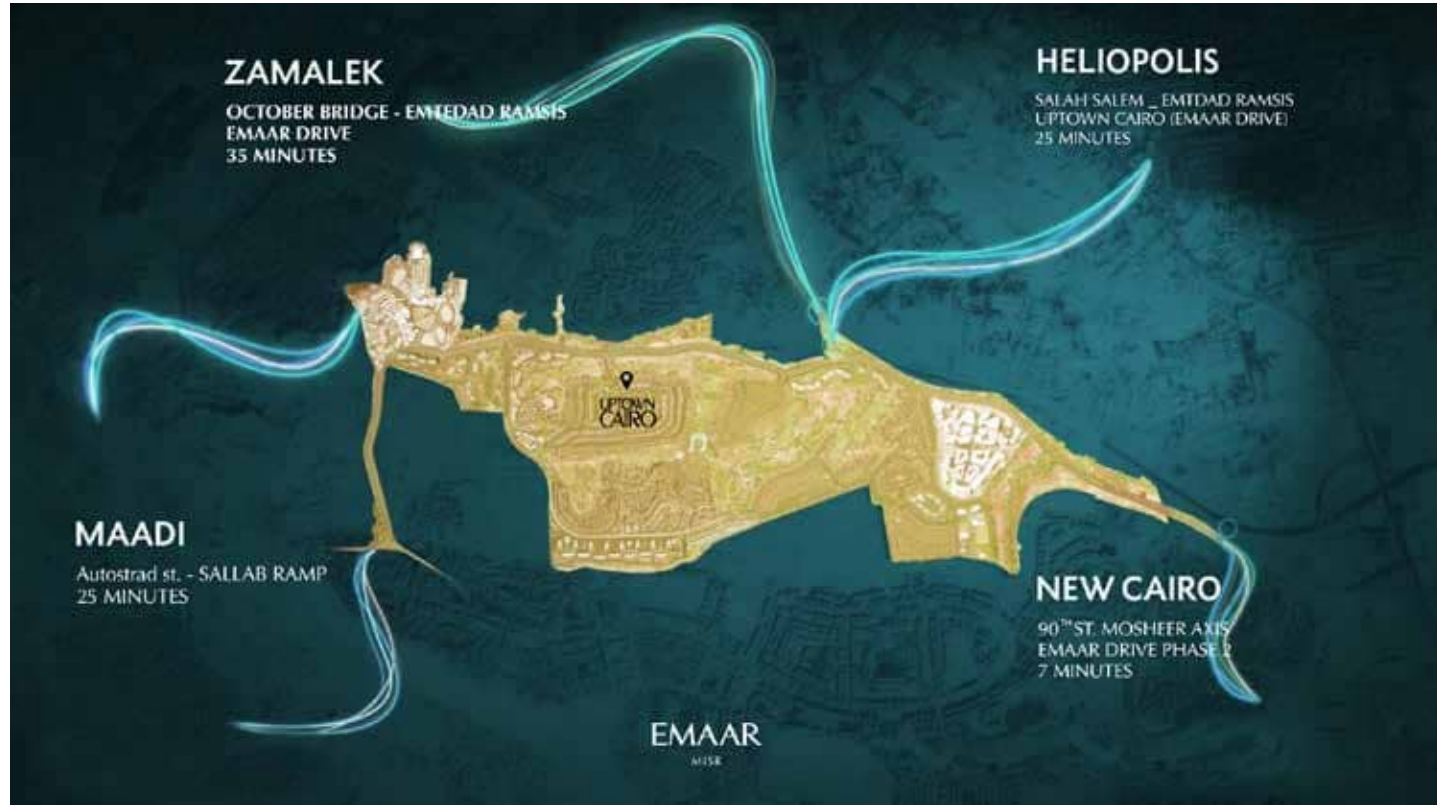 ZAMALEK
OCTOBER BRIDGE - EMTEDAD RAMSIS
EMAAR DRIVE
35 MINUTES
HELIOPOLIS
SALAH SALEM _ EMTDAD RAMSIS
UPTOWN CAIRO (EMAAR DRIVE)
25 MINUTES
UPTOWN
CAIRO
MAADI
Autostrad st. - SALLAB RAMP
25 MINUTES
NEW CAIRO
90TH ST. MOSHEER AXIS
EMAAR DRIVE PHASE 2
7 MINUTES
EMAAR
MISR